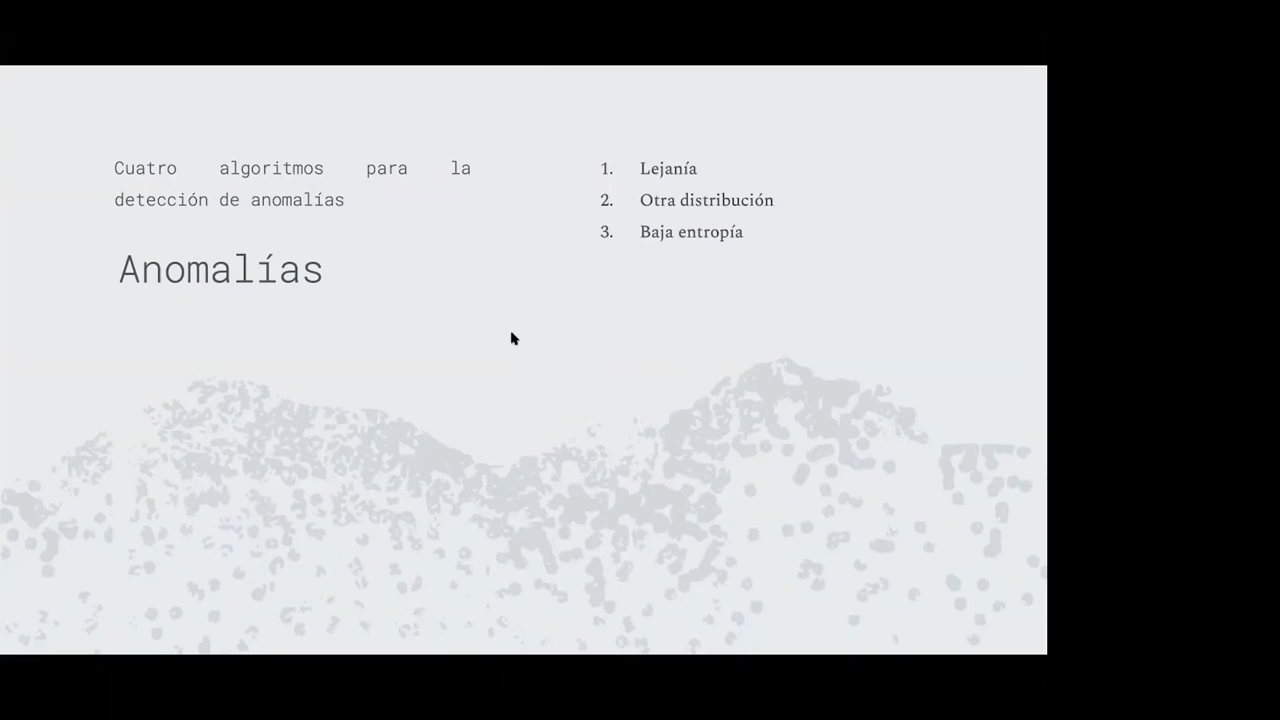 Cuatro algoritmos para la
detección de anomalías
Anomalías
1. Lejanía
2. Otra distribución
3. Baja entropía